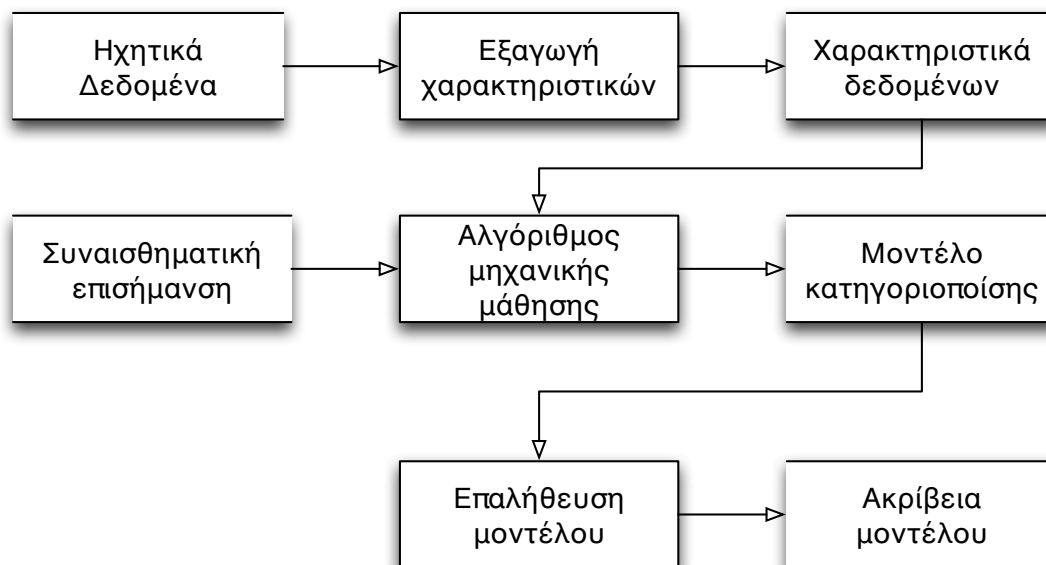 Ηχητικά
Δεδομένα
Εξαγωγή
χαρακτηριστικών
Χαρακτηριστικά
δεδομένων
Συναισθηματική
επισήμανση
Αλγόριθμος
μηχανικής
μάθησης
Μοντέλο
κατηγοριοποίσης
Επαλήθευση
μοντέλου
Ακρίβεια
μοντέλου